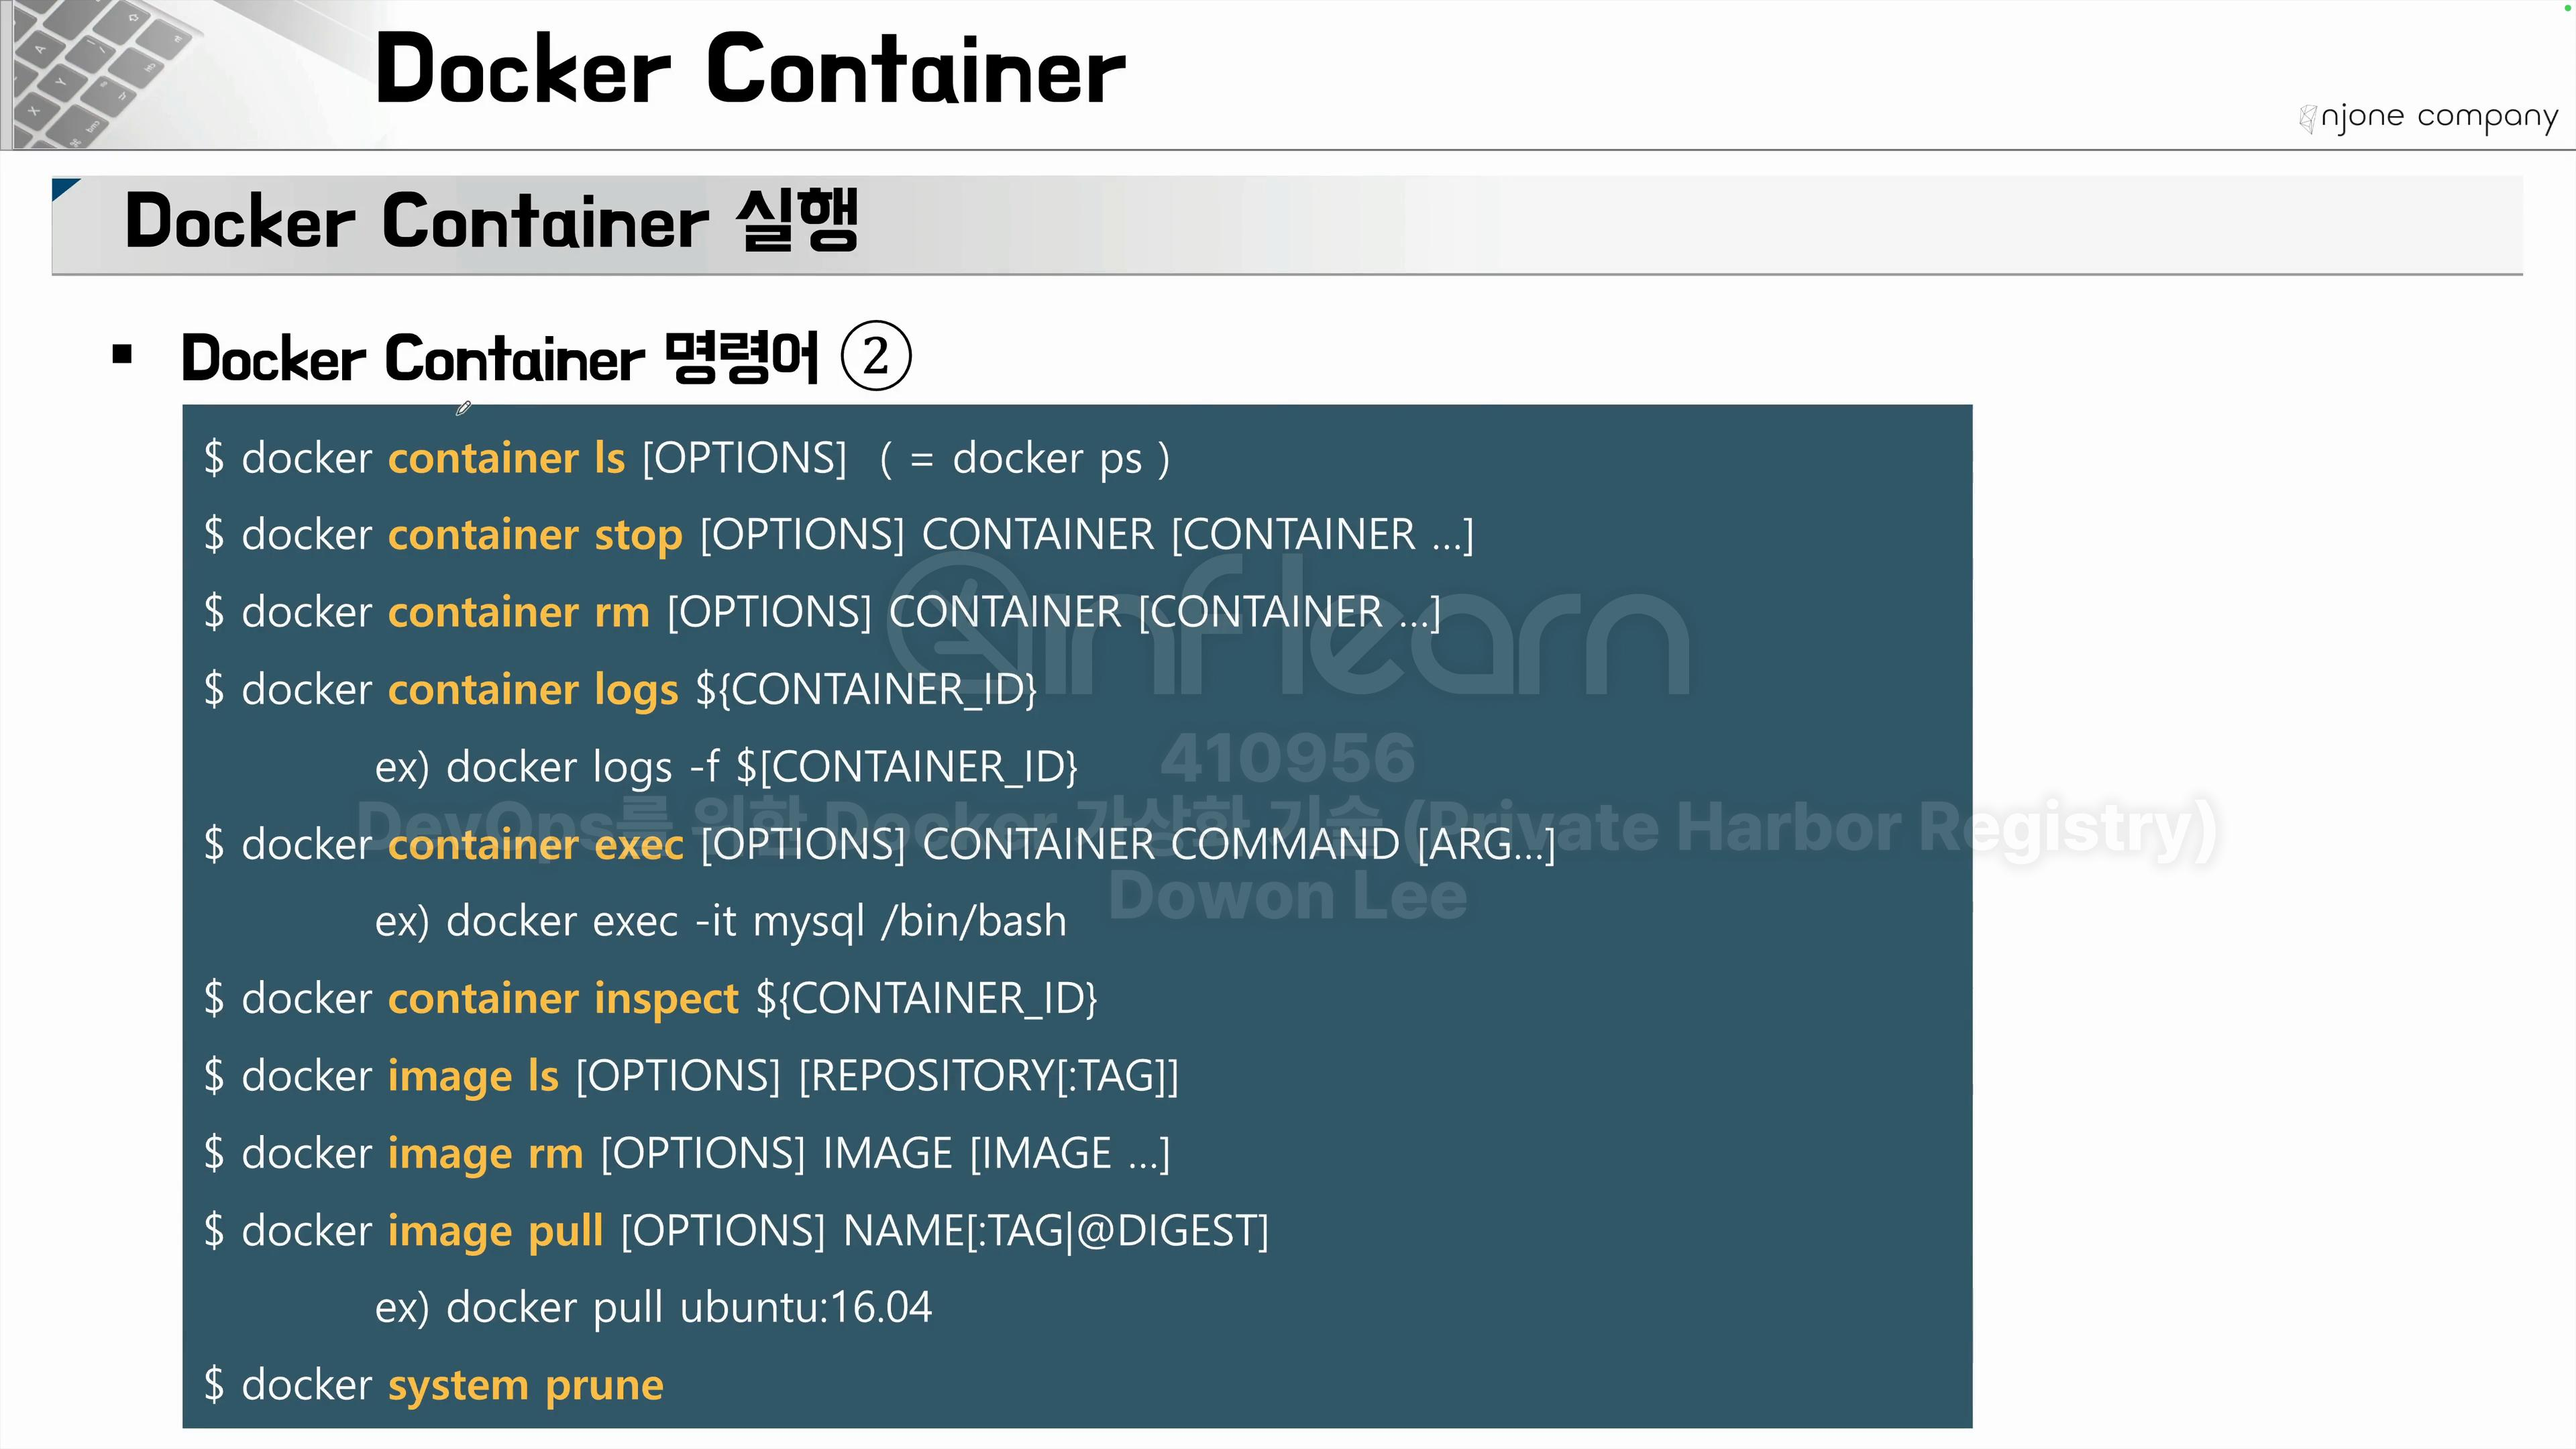 Docker Container
njone company
Docker Container 실행
▪ Docker Container 명령어 ②
$ docker container ls [OPTIONS] ( = docker ps )
$ docker container stop [OPTIONS] CONTAINER [CONTAINER ...]
$ docker container rm [OPTIONS] CONTAINER [CONTAINER ...]
$ docker container logs ${CONTAINER_ID}
ex) docker logs -f $[CONTAINER_ID}
$ docker container exec [OPTIONS] CONTAINER COMMAND [ARG...]
ex) docker exec -it mysql /bin/bash
$ docker container inspect ${CONTAINER_ID}
$ docker image ls [OPTIONS] [REPOSITORY[:TAG]]
$ docker image rm [OPTIONS] IMAGE [IMAGE ...]
$ docker image pull [OPTIONS] NAME[:TAG|@DIGEST]
ex) docker pull ubuntu:16.04
$ docker system prune
inflearn
410956
DevOps를 위한 Docker 가상화 기술 (Private Harbor Registry)
Dowon Lee